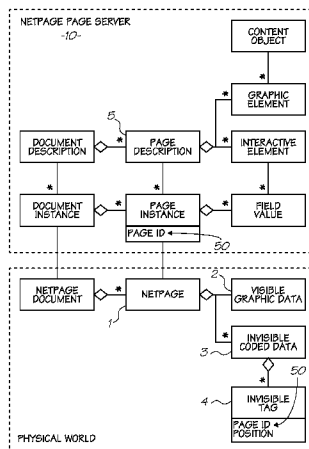 NETPAGE PAGE SERVER
-10-
CONTENT
OBJECT
*
GRAPHIC
ELEMENT
5
*
DOCUMENT
DESCRIPTION
*
PAGE
DESCRIPTION
*
INTERACTIVE
ELEMENT
*
*
*
DOCUMENT
INSTANCE
*
PAGE
INSTANCE
*
FIELD
VALUE
PAGE ID
50
NETPAGE
DOCUMENT
*
NETPAGE
1
2
VISIBLE
GRAPHIC DATA
*
INVISIBLE
CODED DATA
3
*
50
4
INVISIBLE
TAG
PAGE ID
POSITION
PHYSICAL WORLD